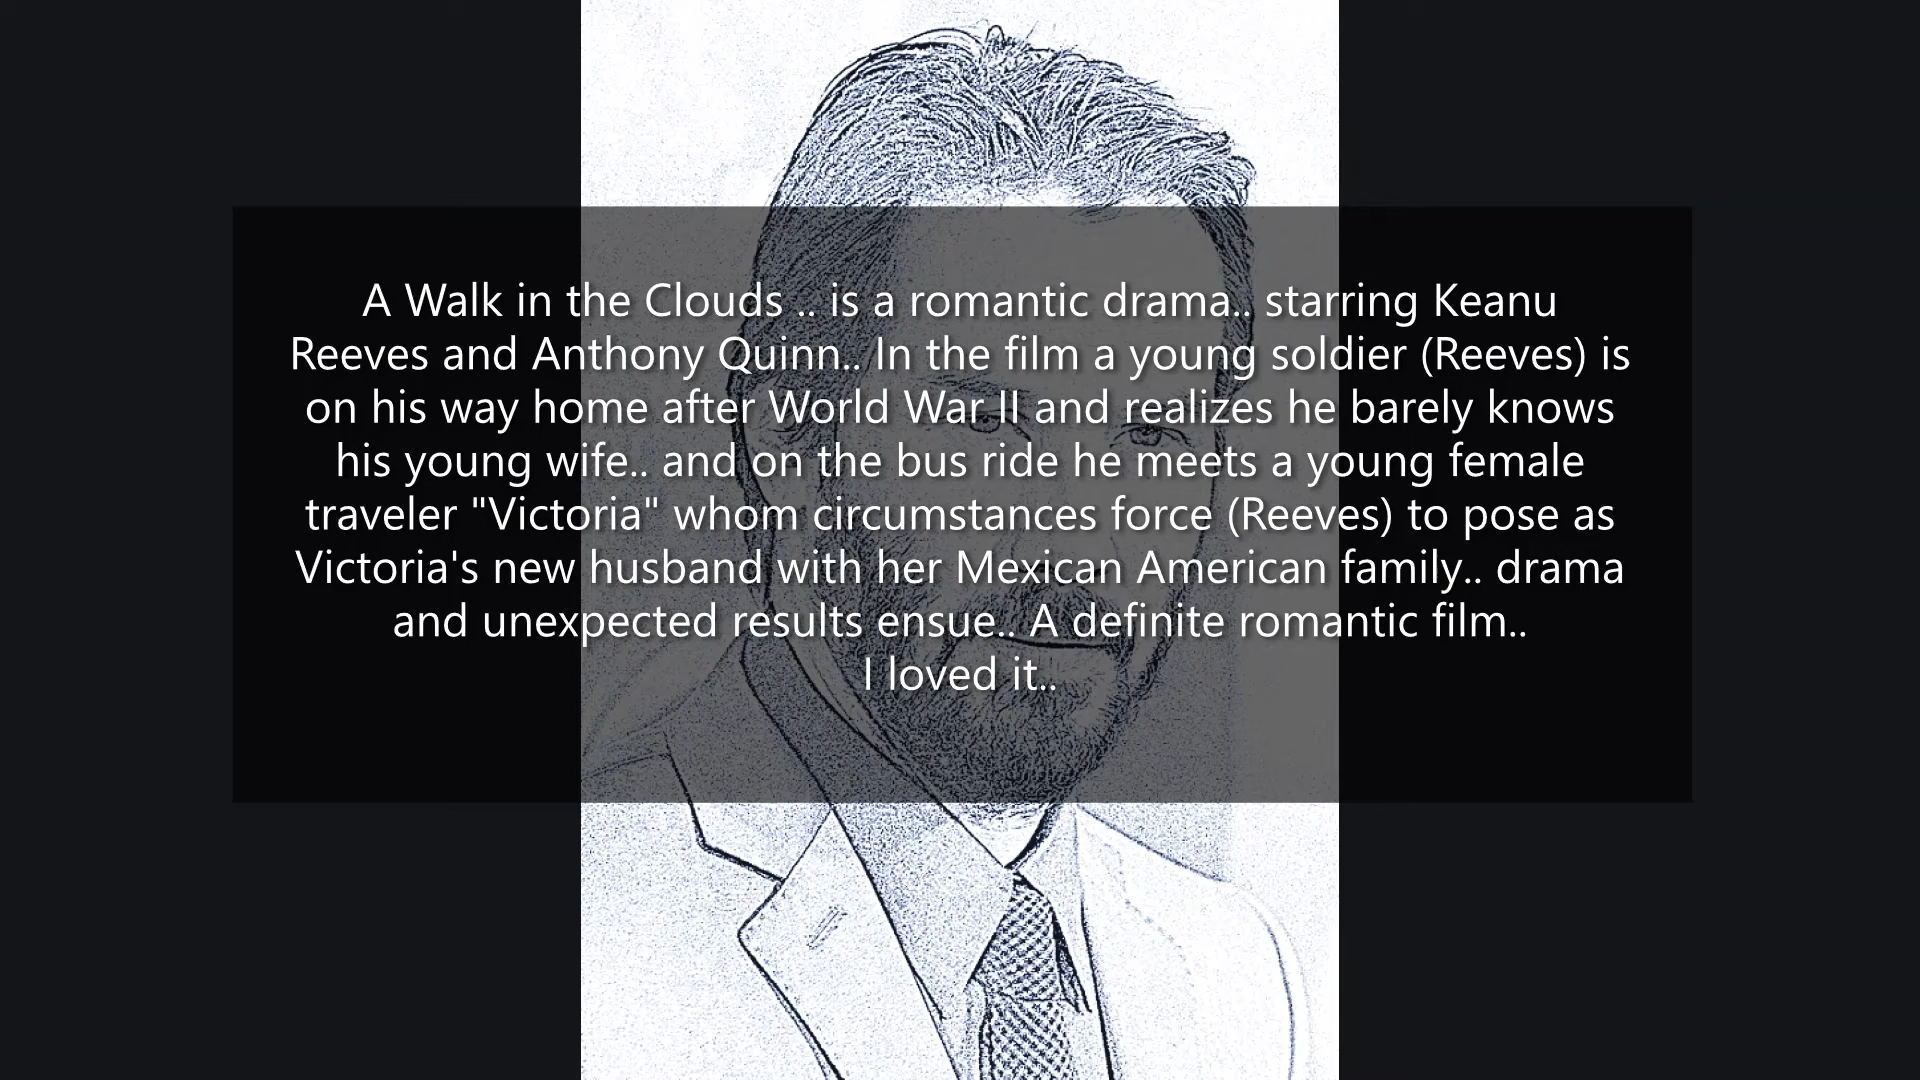 A Walk in the Clouds .. is a romantic drama.. starring Keanu
Reeves and Anthony Quinn.. In the film a young soldier (Reeves) is
on his way home after World War II and realizes he barely knows
his young wife.. and on the bus ride he meets a young female
traveler "Victoria" whom circumstances force (Reeves) to pose as
Victoria's new husband with her Mexican American family.. drama
and unexpected results ensue.. A definite romantic film..
I loved it..